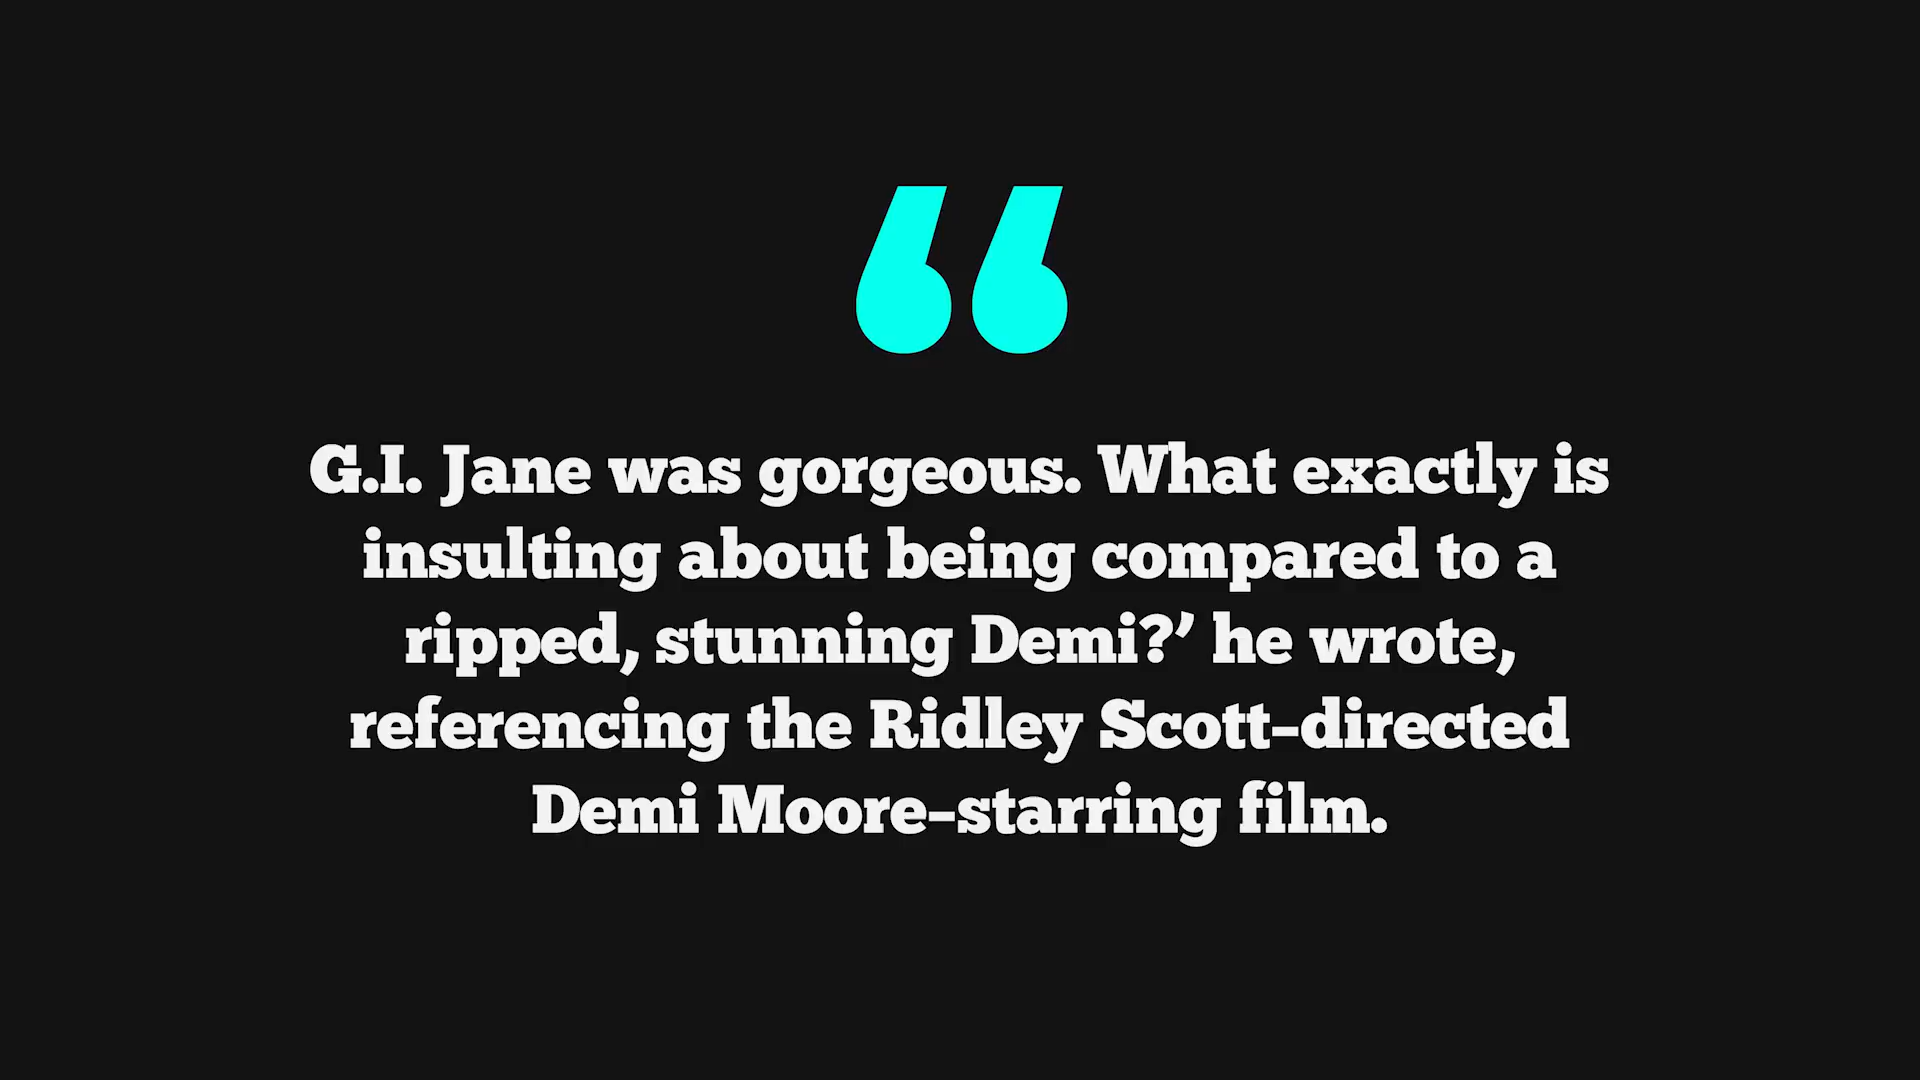 “
G.I. Jane was gorgeous. What exactly is
insulting about being compared to a
ripped, stunning Demi?’ he wrote,
referencing the Ridley Scott–directed
Demi Moore–starring film.